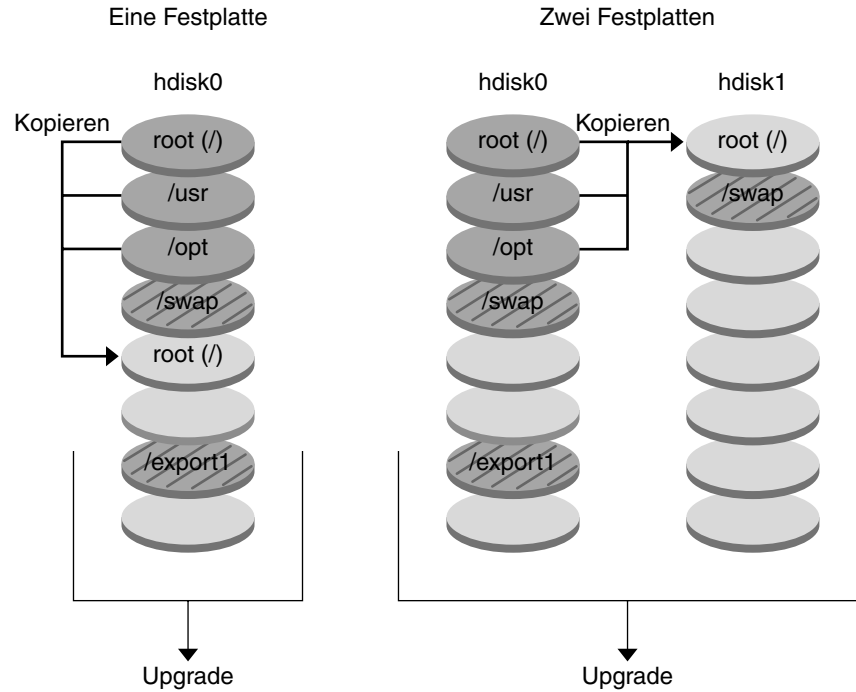 Eine Festplatte
hdisk0
Kopieren
root (/)
/usr
/opt
/swap
root (/)
/export1
Upgrade
Zwei Festplatten
hdisk0
hdisk1
Kopieren
root (/)
/usr
/opt
/swap
/export1
root (/)
/swap
Upgrade